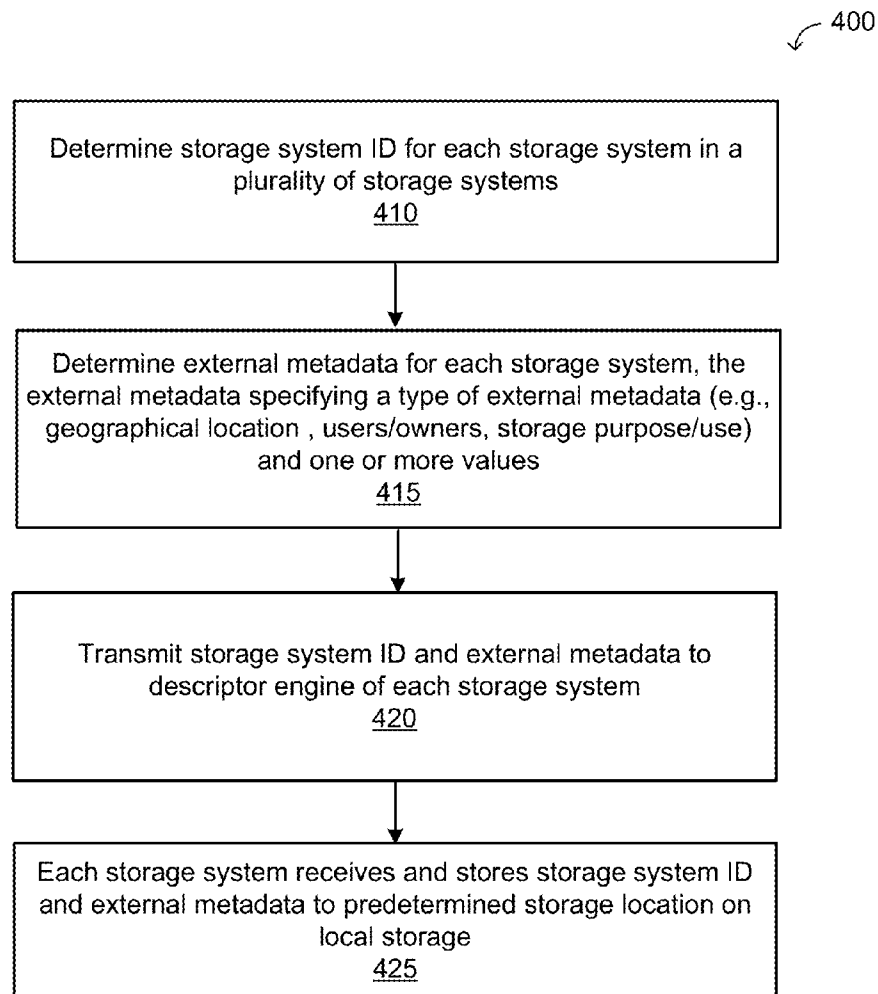 400
Determine storage system ID for each storage system in a
plurality of storage systems
410
Determine external metadata for each storage system, the
external metadata specifying a type of external metadata (e.g.,
geographical location , users/owners, storage purpose/use)
and one or more values
415
Transmit storage system ID and external metadata to
descriptor engine of each storage system
420
Each storage system receives and stores storage system ID
and external metadata to predetermined storage location on
local storage
425